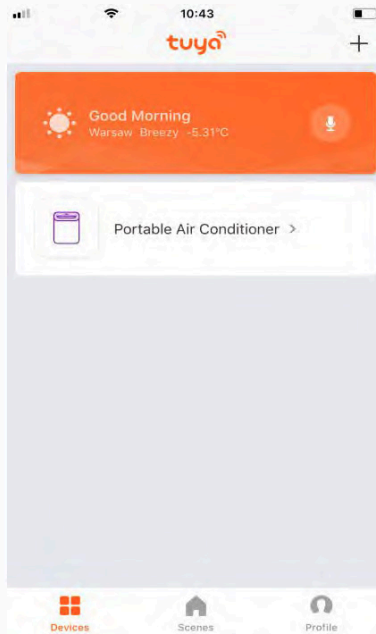 10:43
tuya
Good Morning
Warsaw Breezy -5.31°C
Portable Air Conditioner >
Devices
Scenes
Profile